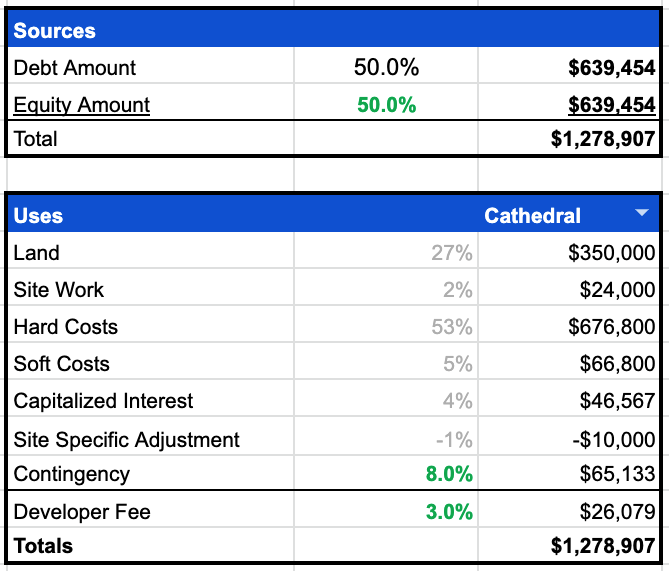 Sources
Debt Amount 50.0% $639,454
Equity Amount 50.0% $639,454
Total $1,278,907
Uses Cathedral
Land 27% $350,000
Site Work 2% $24,000
Hard Costs 53% $676,800
Soft Costs 5% $66,800
Capitalized Interest 4% $46,567
Site Specific Adjustment -1% -$10,000
Contingency 8.0% $65,133
Developer Fee 3.0% $26,079
Totals $1,278,907